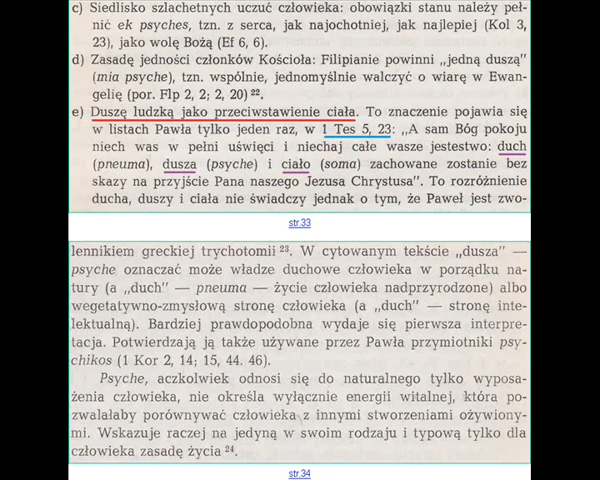 c) Siedlisko szlachetnych uczuć człowieka: obowiązki stanu należy peł-
nić ek psyches, tzn. z serca, jak najochotniej, jak najlepiej (Kol 3,
23), jako wolę Bożą (Ef 6, 6).
d) Zasadę jedności członków Kościoła: Filipianie powinni „jedną duszą”
(mia psyche), tzn. wspólnie, jednomyślnie walczyć o wiarę w Ewan-
gelię (por. Flp 2, 2; 2, 20)²².
e) Duszę ludzką jako przeciwstawienie ciała. To znaczenie pojawia się
w listach Pawła tylko jeden raz, w 1 Tes 5, 23: „A sam Bóg pokoju
niech was w pełni uświęci i niechaj całe wasze jestestwo: duch
(pneuma), dusza (psyche) i ciało (soma) zachowane zostanie bez
skazy na przyjście Pana naszego Jezusa Chrystusa”. To rozróżnienie
ducha, duszy i ciała nie świadczy jednak o tym, że Paweł jest zwo-
str.33
lennikiem greckiej trychotomii ²³. W cytowanym tekście „dusza” —
psyche oznaczać może władze duchowe człowieka w porządku na-
tury (a „duch” — pneuma — życie człowieka nadprzyrodzone) albo
wegetatywno-zmysłową stronę człowieka (a „duch” — stronę inte-
lektualną). Bardziej prawdopodobna wydaje się pierwsza interpre-
tacja. Potwierdzają ją także używane przez Pawła przymiotniki psy-
chikos (1 Kor 2, 14; 15, 44. 46).
Psyche, aczkolwiek odnosi się do naturalnego tylko wyposa-
żenia człowieka, nie określa wyłącznie energii witalnej, która po-
zwalałaby porównywać człowieka z innymi stworzeniami ożywiony-
mi. Wskazuje raczej na jedyną w swoim rodzaju i typową tylko dla
człowieka zasadę życia ²⁴.
str.34